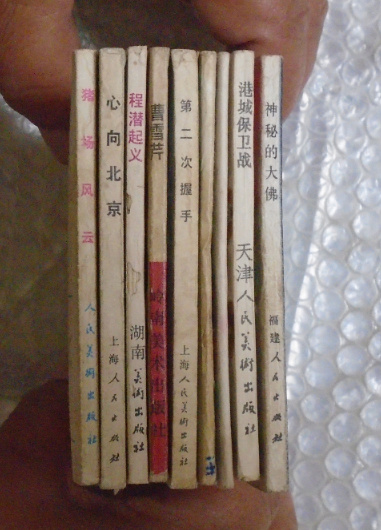 猪场风云
人民美术出版社
心向北京
上海人民出版社
程潜起义
湖南美术出版社
曹雪芹
岭南美术出版社
第二次握手
上海人民美术出版社
港城保卫战
天津人民美术出版社
神秘的大佛
福建人民出版社